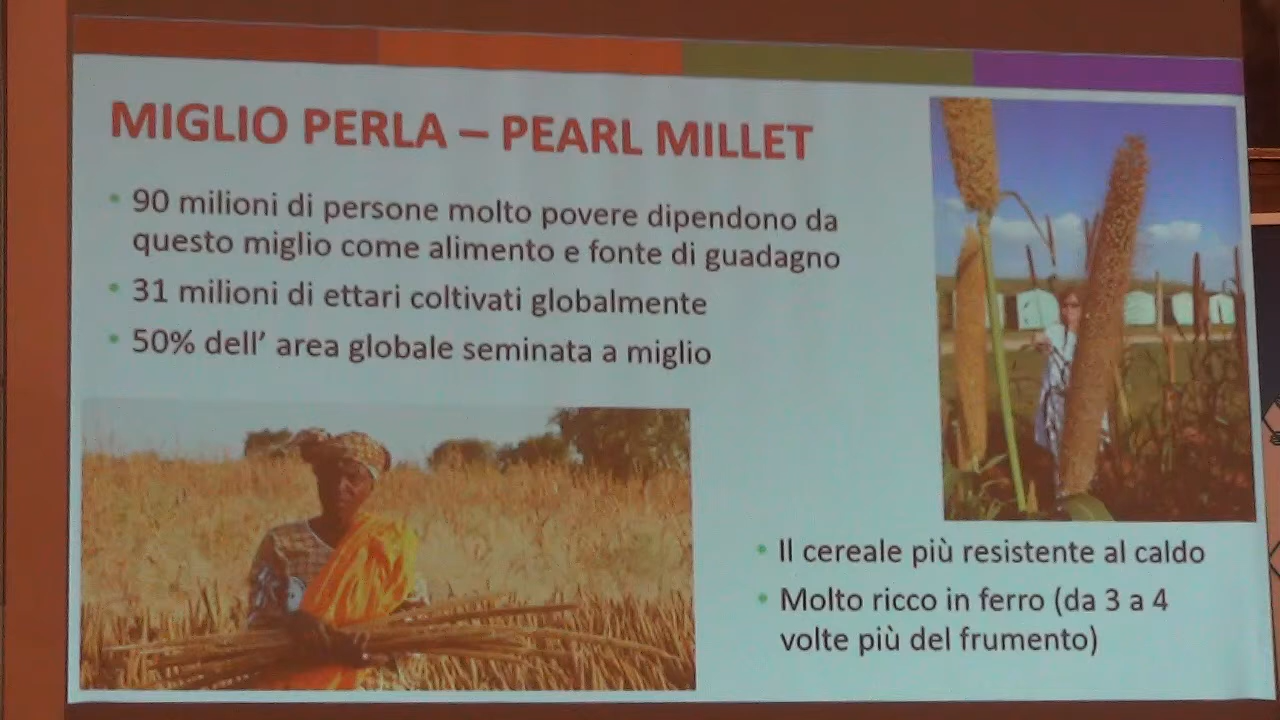 MIGLIO PERLA – PEARL MILLET
• 90 milioni di persone molto povere dipendono da
questo miglio come alimento e fonte di guadagno
• 31 milioni di ettari coltivati globalmente
• 50% dell’ area globale seminata a miglio
• Il cereale più resistente al caldo
• Molto ricco in ferro (da 3 a 4
volte più del frumento)